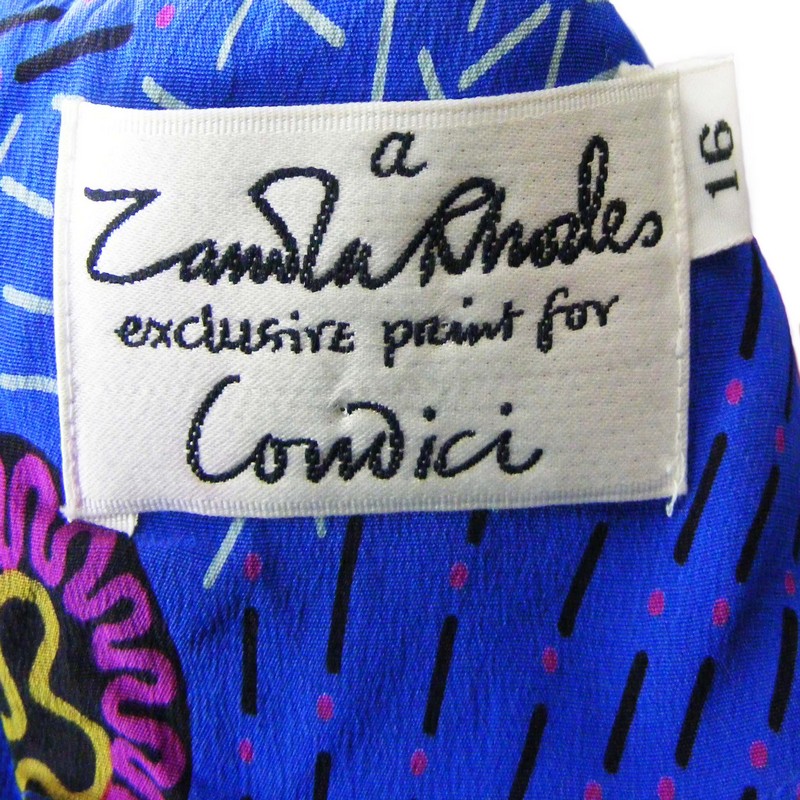 a
Zandra Rhodes
exclusive print for
Condici
16